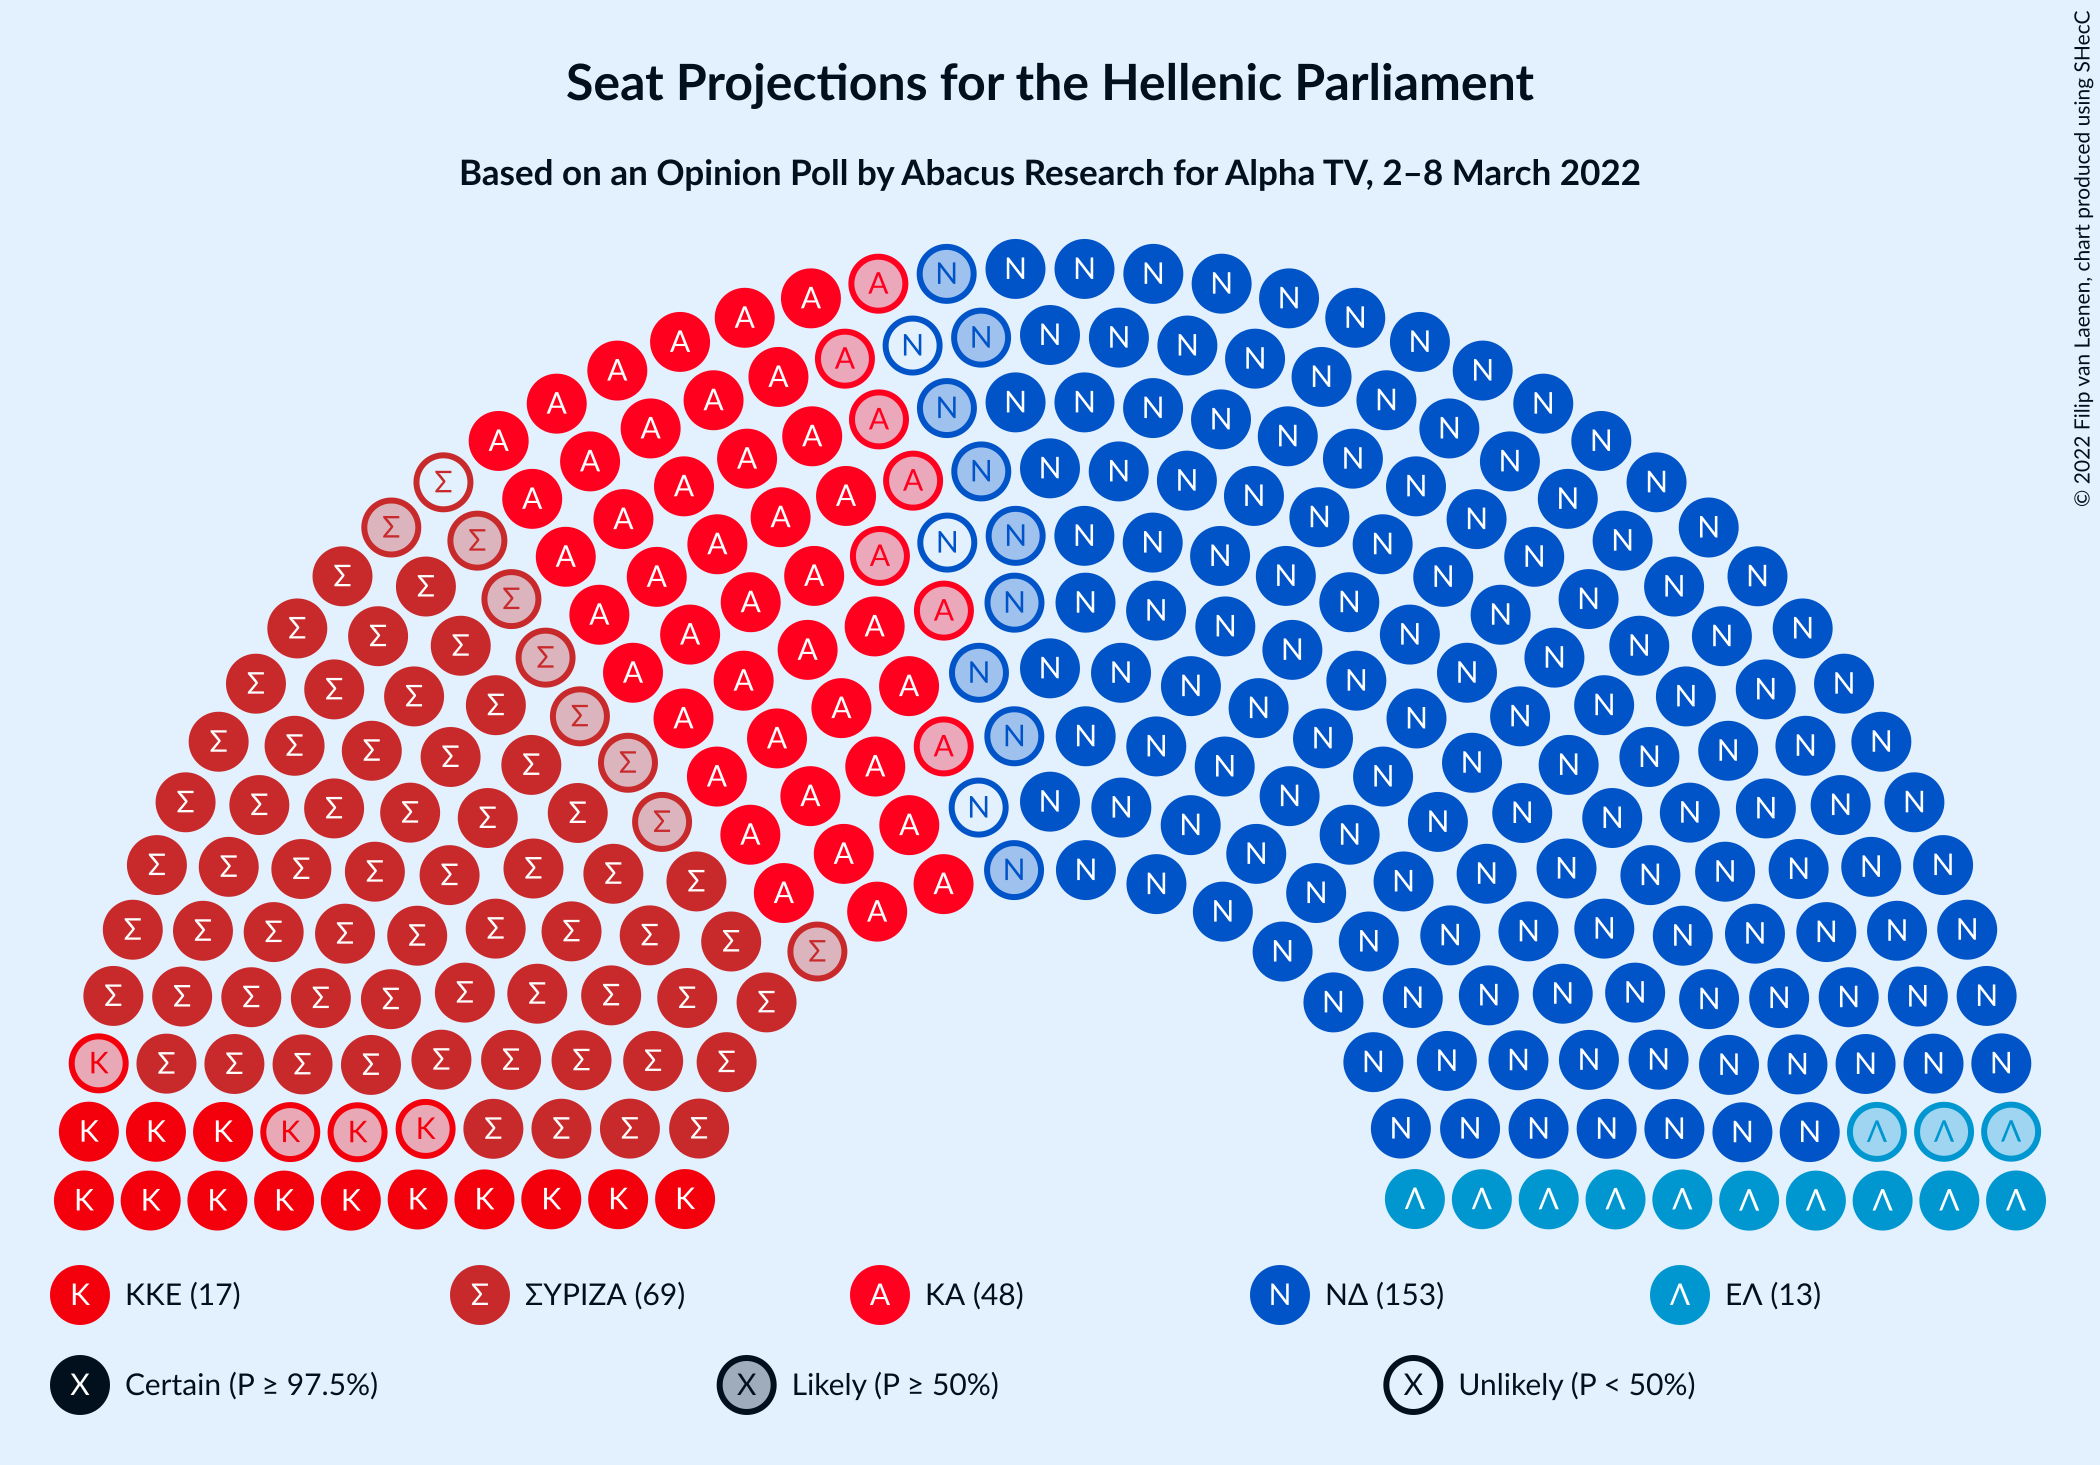 Seat Projections for the Hellenic Parliament
Based on an Opinion Poll by Abacus Research for Alpha TV, 2–8 March 2022
© 2022 Filip van Laenen, chart produced using SHecC
Κ ΚΚΕ (17) Σ ΣΥΡΙΖΑ (69) Α ΚΑ (48) Ν ΝΔ (153) Λ ΕΛ (13)
X Certain (P ≥ 97.5%) X Likely (P ≥ 50%) X Unlikely (P < 50%)